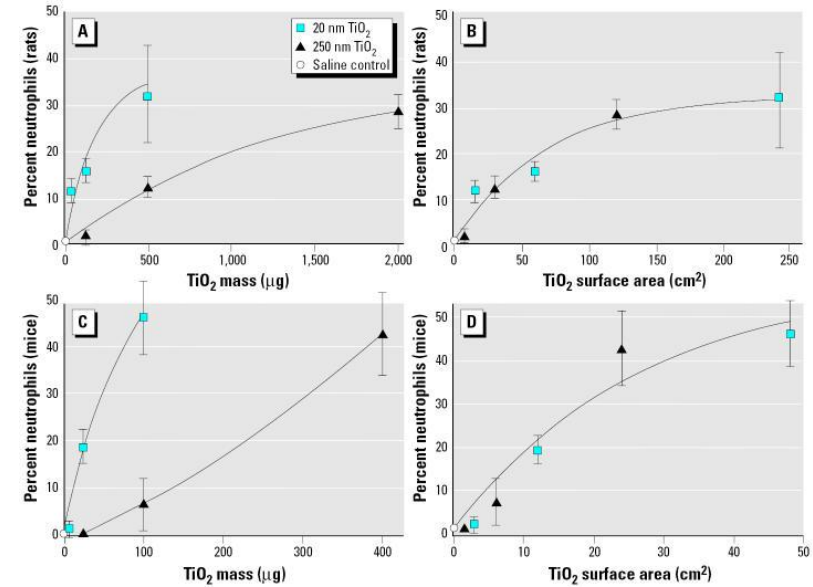 A
20 nm TiO₂
250 nm TiO₂
Saline control
Percent neutrophils (rats)
50
40
30
20
10
0
0 500 1,000 1,500 2,000
TiO₂ mass (µg)
B
Percent neutrophils (rats)
50
40
30
20
10
0
0 50 100 150 200 250
TiO₂ surface area (cm²)
C
Percent neutrophils (mice)
50
40
30
20
10
0
0 100 200 300 400
TiO₂ mass (µg)
D
Percent neutrophils (mice)
50
40
30
20
10
0
0 10 20 30 40 50
TiO₂ surface area (cm²)